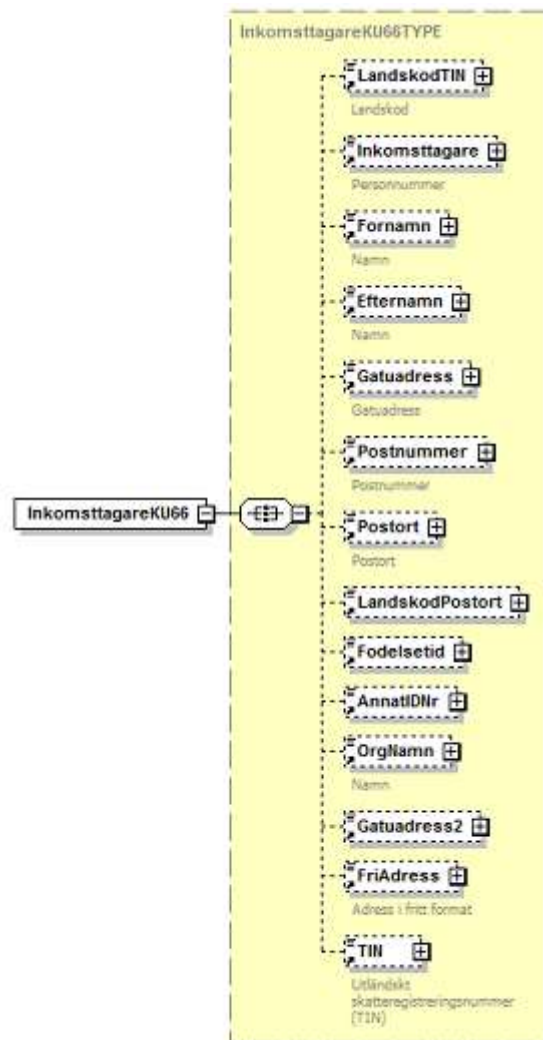 InkomsttagareKU66TYPE
LandskodTIN
Landskod
Inkomsttagare
Personnummer
Fornamn
Namn
Efternamn
Namn
Gatuadress
Gatuadress
Postnummer
Postnummer
InkomsttagareKU66
Postort
Postort
LandskodPostort
Fodelsetid
AnnatIDNr
OrgNamn
Namn
Gatuadress2
FriAdress
Adress i fritt format
TIN
Utländskt
skatteregistreringsnummer
(TIN)